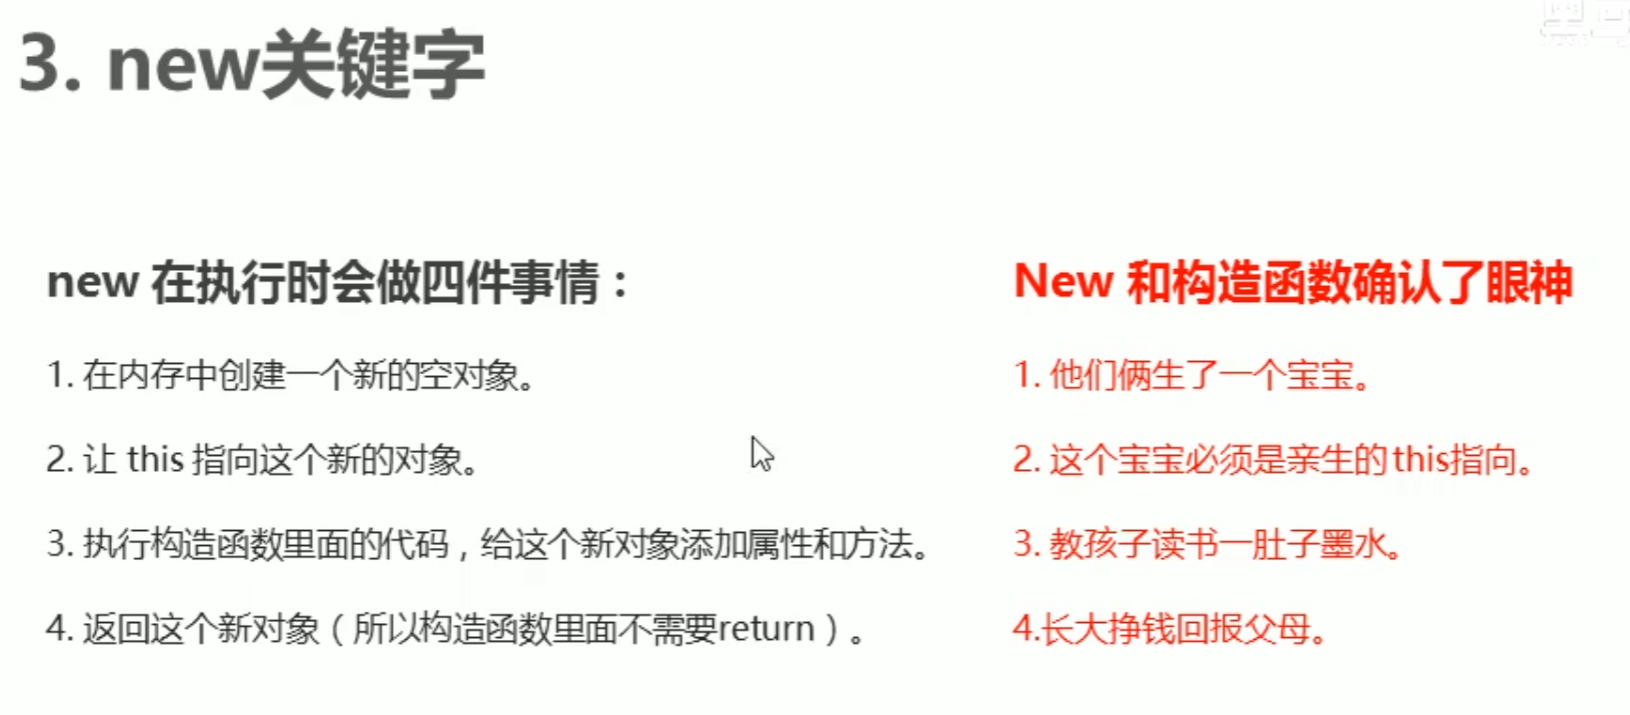 3. new关键字
new 在执行时会做四件事情：
1. 在内存中创建一个新的空对象。
2. 让 this 指向这个新的对象。
3. 执行构造函数里面的代码，给这个新对象添加属性和方法。
4. 返回这个新对象（所以构造函数里面不需要return）。
New 和构造函数确认了眼神
1. 他们俩生了一个宝宝。
2. 这个宝宝必须是亲生的this指向。
3. 教孩子读书一肚子墨水。
4.长大挣钱回报父母。